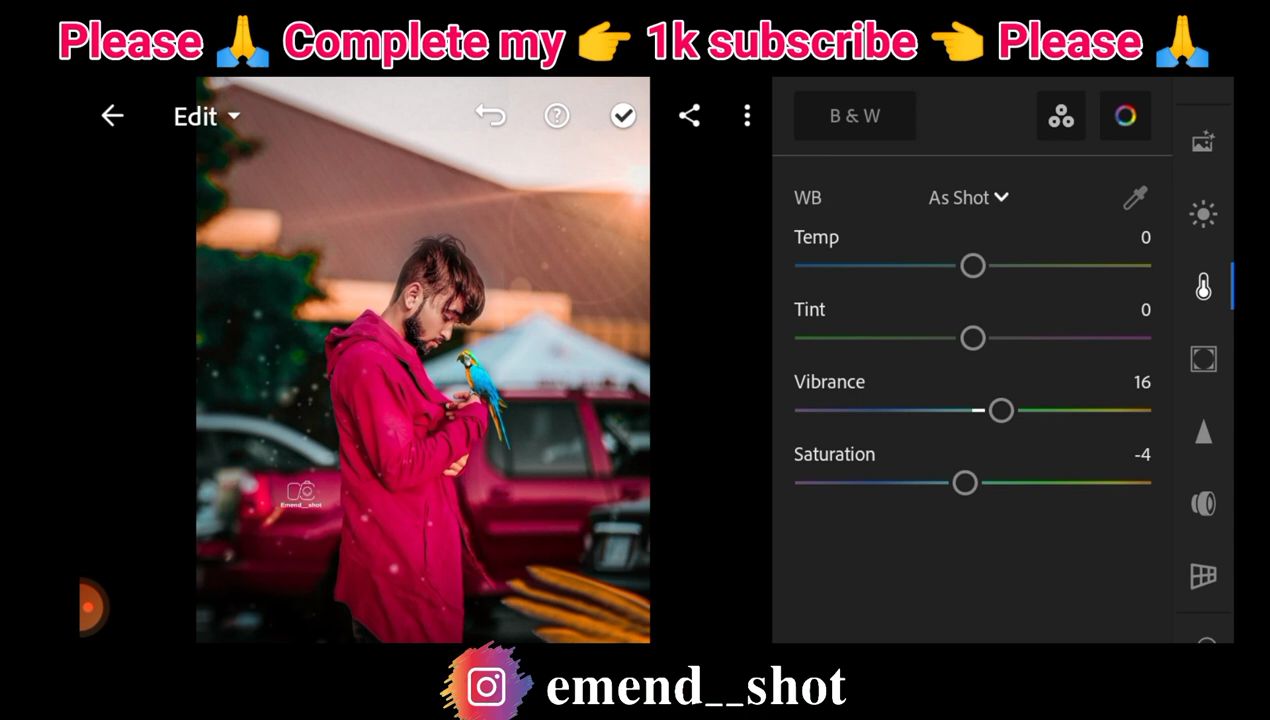 Please 🙏 Complete my 👉 1k subscribe 👈 Please 🙏
Edit
B & W
WB As Shot
Temp 0
Tint 0
Vibrance 16
Saturation -4
Emend__shot
emend__shot